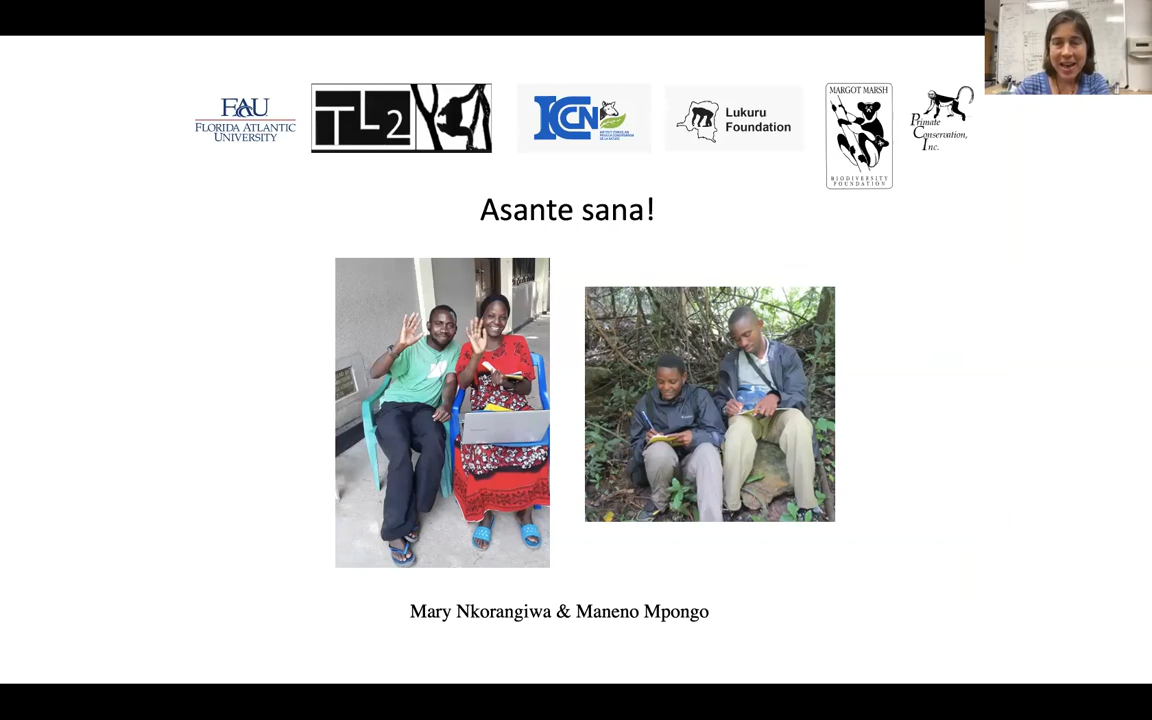 FAU
FLORIDA ATLANTIC
UNIVERSITY
TL2
ICCN
Lukuru
Foundation
MARGOT MARSH
BIODIVERSITY
FOUNDATION
Primate
Conservation,
Inc.
Asante sana!
Mary Nkorangiwa & Maneno Mpongo